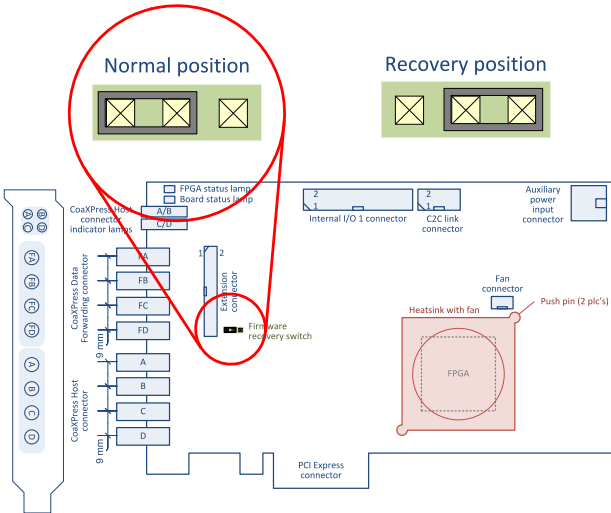 Normal position
Recovery position
FPGA status lamp
Board status lamp
CoaXPress Host
connector
indicator lamps
A/B
C/D
2
1
Internal I/O 1 connector
2
1
C2C link
connector
Auxiliary
power
input
connector
B
D
A
C
FA
FB
FC
FD
A
B
C
D
CoaXPress Data
Forwarding connector
9 mm
FA
FB
FC
FD
1
2
Extension
connector
Firmware
recovery switch
Fan
connector
Heatsink with fan
Push pin (2 plc's)
FPGA
CoaXPress Host
connector
9 mm
A
B
C
D
PCI Express
connector